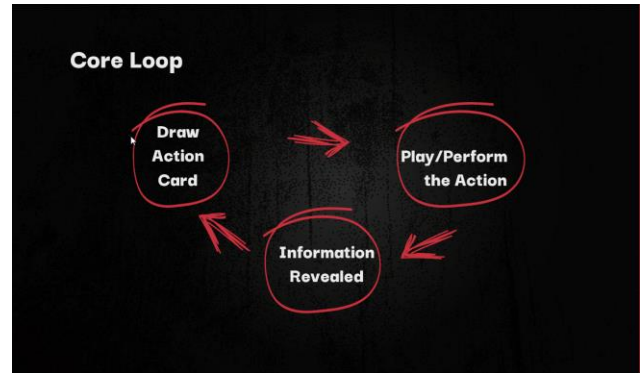 Core Loop
Draw
Action
Card
Play/Perform
the Action
Information
Revealed